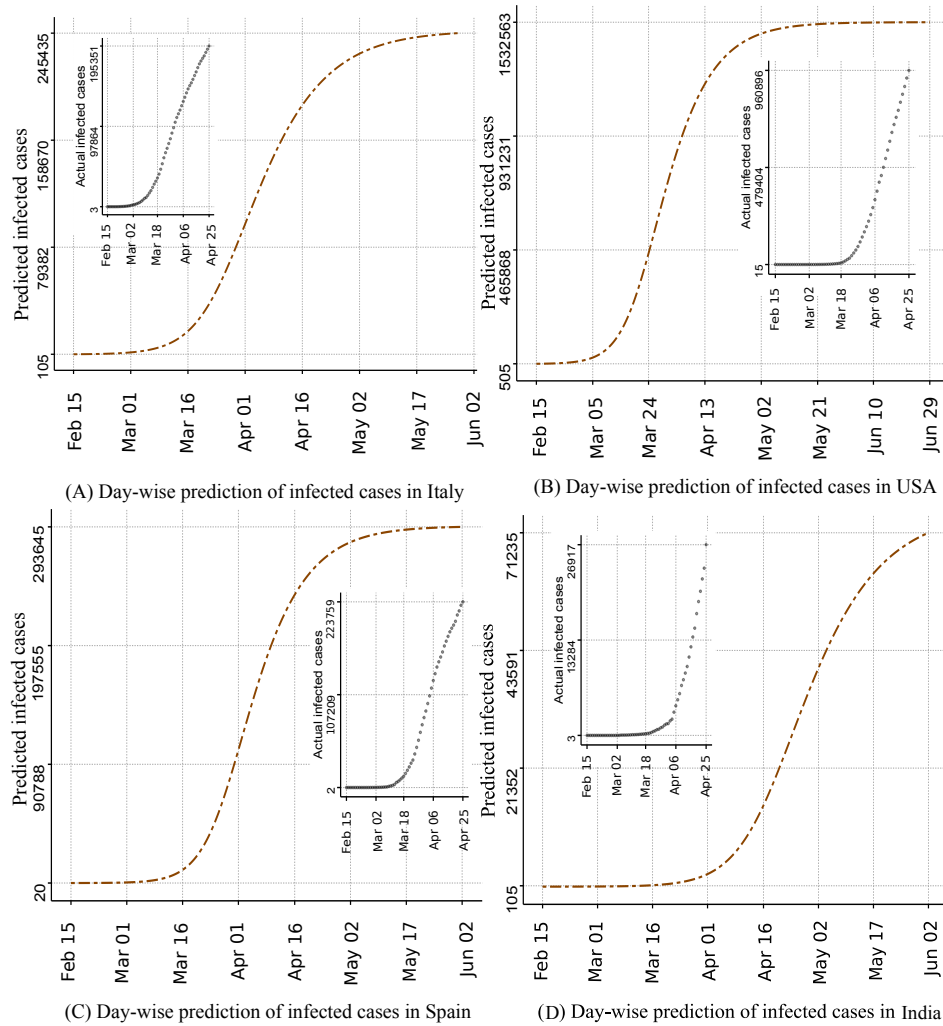 Predicted infected cases
245435
158670
79382
105
Feb 15
Mar 01
Mar 16
Apr 01
Apr 16
May 02
May 17
Jun 02
Actual infected cases
195351
97864
3
Feb 15
Mar 02
Mar 18
Apr 06
Apr 25
(A) Day-wise prediction of infected cases in Italy
Predicted infected cases
1532563
931231
465868
505
Feb 15
Mar 05
Mar 24
Apr 13
May 02
May 21
Jun 10
Jun 29
Actual infected cases
960896
479404
15
Feb 15
Mar 02
Mar 18
Apr 06
Apr 25
(B) Day-wise prediction of infected cases in USA
Predicted infected cases
293645
197555
90788
20
Feb 15
Mar 01
Mar 16
Apr 01
Apr 16
May 02
May 17
Jun 02
Actual infected cases
223759
107209
2
Feb 15
Mar 02
Mar 18
Apr 06
Apr 25
(C) Day-wise prediction of infected cases in Spain
Predicted infected cases
71235
43591
21352
105
Feb 15
Mar 01
Mar 16
Apr 01
Apr 16
May 02
May 17
Jun 02
Actual infected cases
26917
13284
3
Feb 15
Mar 02
Mar 18
Apr 06
Apr 25
(D) Day-wise prediction of infected cases in India